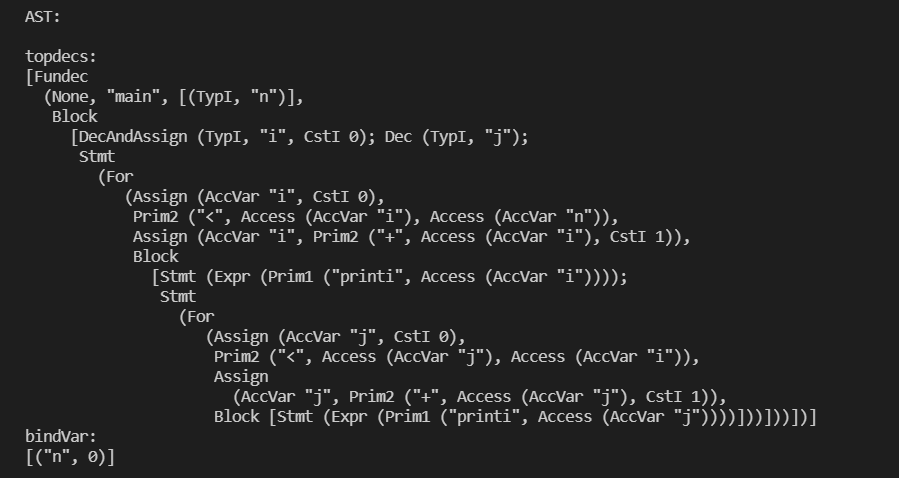 AST:
topdecs:
[Fundec
(None, "main", [(TypI, "n")],
Block
[DecAndAssign (TypI, "i", CstI 0); Dec (TypI, "j");
Stmt
(For
(Assign (AccVar "i", CstI 0),
Prim2 ("<", Access (AccVar "i"), Access (AccVar "n")),
Assign (AccVar "i", Prim2 ("+", Access (AccVar "i"), CstI 1)),
Block
[Stmt (Expr (Prim1 ("printi", Access (AccVar "i"))));
Stmt
(For
(Assign (AccVar "j", CstI 0),
Prim2 ("<", Access (AccVar "j"), Access (AccVar "i")),
Assign
(AccVar "j", Prim2 ("+", Access (AccVar "j"), CstI 1)),
Block [Stmt (Expr (Prim1 ("printi", Access (AccVar "j"))))]))]))])]
bindVar:
[("n", 0)]